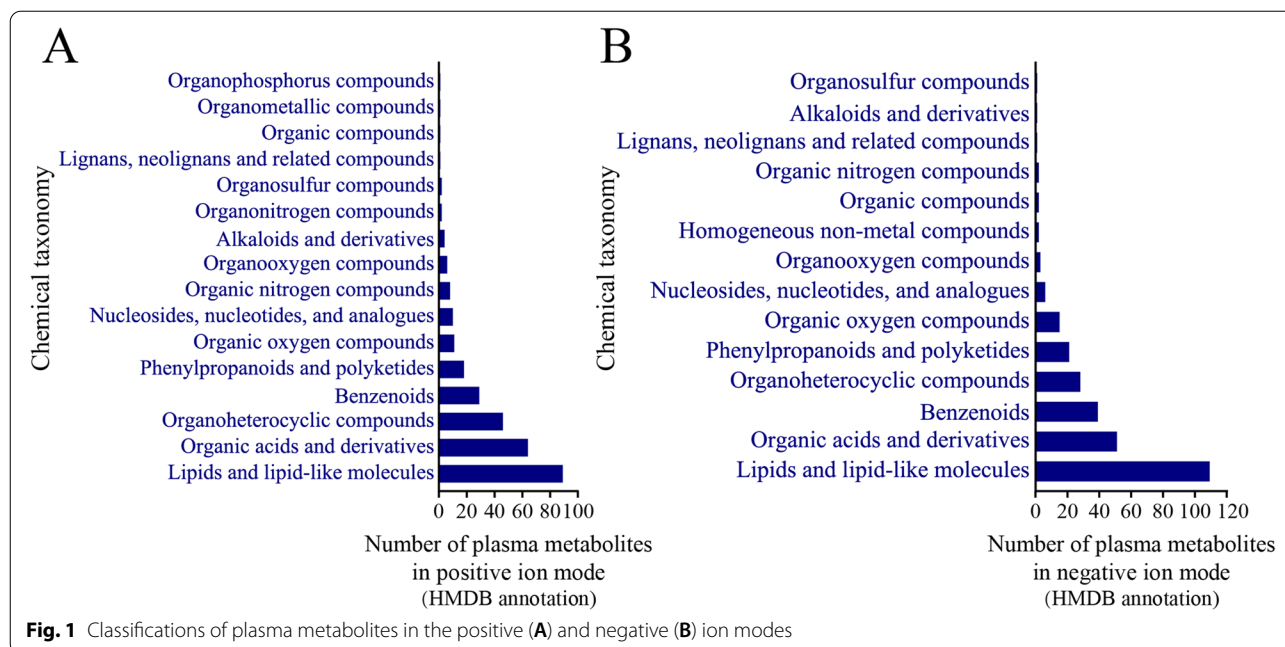 A
Chemical taxonomy
Organophosphorus compounds
Organometallic compounds
Organic compounds
Lignans, neolignans and related compounds
Organosulfur compounds
Organonitrogen compounds
Alkaloids and derivatives
Organooxygen compounds
Organic nitrogen compounds
Nucleosides, nucleotides, and analogues
Organic oxygen compounds
Phenylpropanoids and polyketides
Benzenoids
Organoheterocyclic compounds
Organic acids and derivatives
Lipids and lipid-like molecules
0 20 40 60 80 100
Number of plasma metabolites
in positive ion mode
(HMDB annotation)
B
Chemical taxonomy
Organosulfur compounds
Alkaloids and derivatives
Lignans, neolignans and related compounds
Organic nitrogen compounds
Organic compounds
Homogeneous non-metal compounds
Organooxygen compounds
Nucleosides, nucleotides, and analogues
Organic oxygen compounds
Phenylpropanoids and polyketides
Organoheterocyclic compounds
Benzenoids
Organic acids and derivatives
Lipids and lipid-like molecules
0 20 40 60 80 100 120
Number of plasma metabolites
in negative ion mode
(HMDB annotation)
Fig. 1 Classifications of plasma metabolites in the positive (A) and negative (B) ion modes